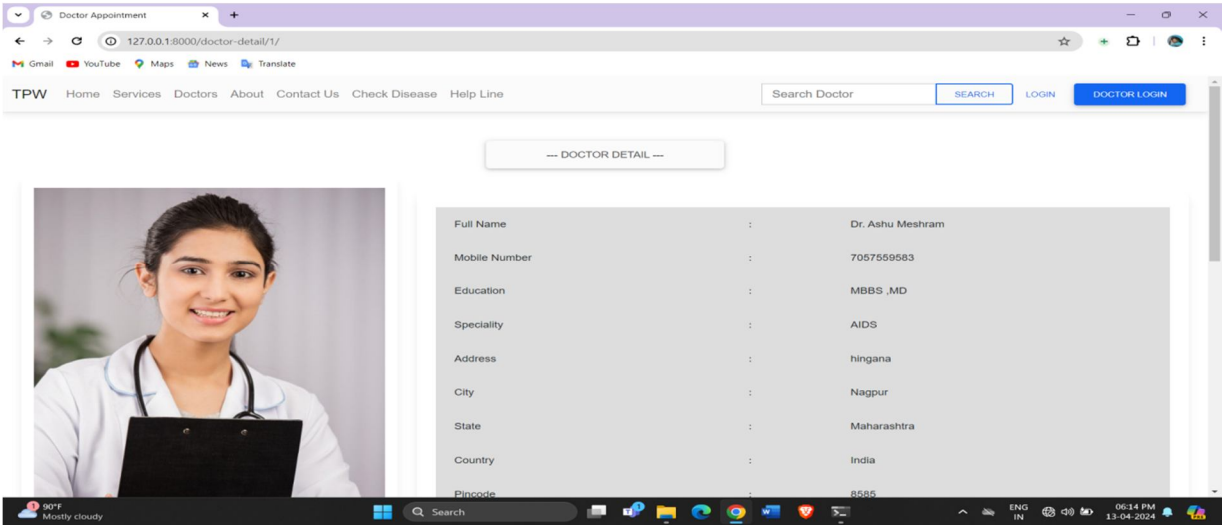 Doctor Appointment
127.0.0.1:8000/doctor-detail/1/
Gmail YouTube Maps News Translate
TPW Home Services Doctors About Contact Us Check Disease Help Line Search Doctor SEARCH LOGIN DOCTOR LOGIN
--- DOCTOR DETAIL ---
Full Name : Dr. Ashu Meshram
Mobile Number : 7057559583
Education : MBBS ,MD
Speciality : AIDS
Address : hingana
City : Nagpur
State : Maharashtra
Country : India
Pincode : 8585
1 90°F Search ENG 06:14 PM
Mostly cloudy IN 13-04-2024